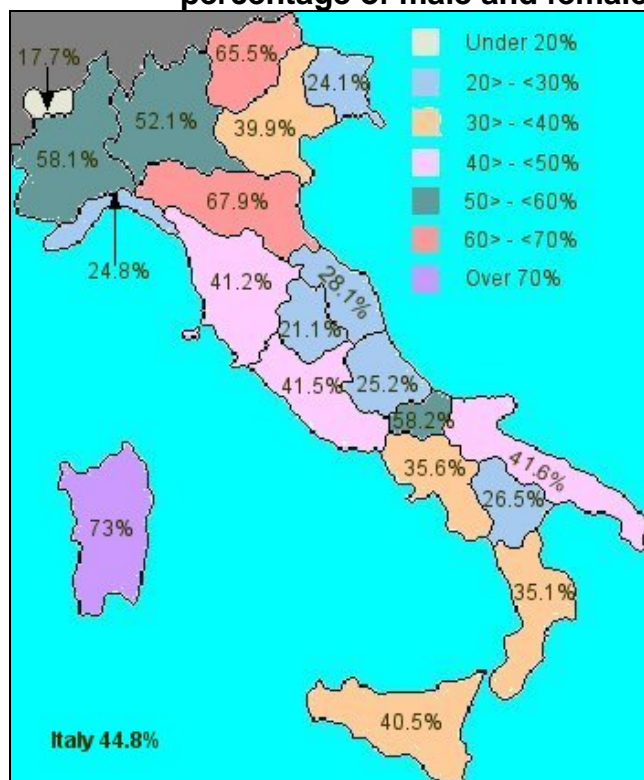 percentage of male and female
17.7%
65.5%
24.1%
52.1%
39.9%
58.1%
67.9%
24.8%
41.2%
28.1%
21.1%
41.5%
25.2%
58.2%
41.6%
35.6%
26.5%
73%
35.1%
40.5%
Italy 44.8%
Under 20%
20> - <30%
30> - <40%
40> - <50%
50> - <60%
60> - <70%
Over 70%